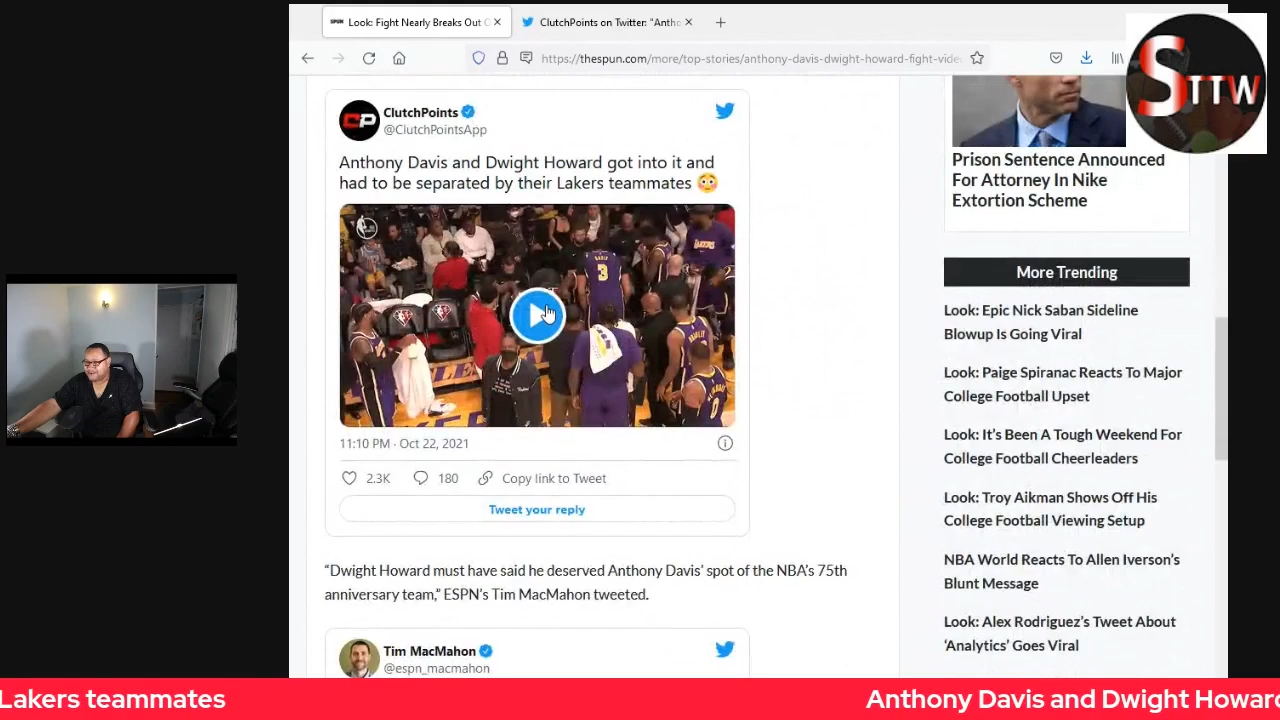 SPUN Look: Fight Nearly Breaks Out
ClutchPoints on Twitter: "Antho
https://thespun.com/more/top-stories/anthony-davis-dwight-howard-fight-vide
STTW
CP
ClutchPoints
@ClutchPointsApp
Anthony Davis and Dwight Howard got into it and
had to be separated by their Lakers teammates 😳
3
LAKERS
0
11:10 PM · Oct 22, 2021
2.3K
180
Copy link to Tweet
Tweet your reply
“Dwight Howard must have said he deserved Anthony Davis’ spot of the NBA’s 75th
anniversary team,” ESPN’s Tim MacMahon tweeted.
Tim MacMahon
@espn_macmahon
Prison Sentence Announced
For Attorney In Nike
Extortion Scheme
More Trending
Look: Epic Nick Saban Sideline
Blowup Is Going Viral
Look: Paige Spiranac Reacts To Major
College Football Upset
Look: It’s Been A Tough Weekend For
College Football Cheerleaders
Look: Troy Aikman Shows Off His
College Football Viewing Setup
NBA World Reacts To Allen Iverson’s
Blunt Message
Look: Alex Rodriguez’s Tweet About
‘Analytics’ Goes Viral
Lakers teammates
Anthony Davis and Dwight Howard